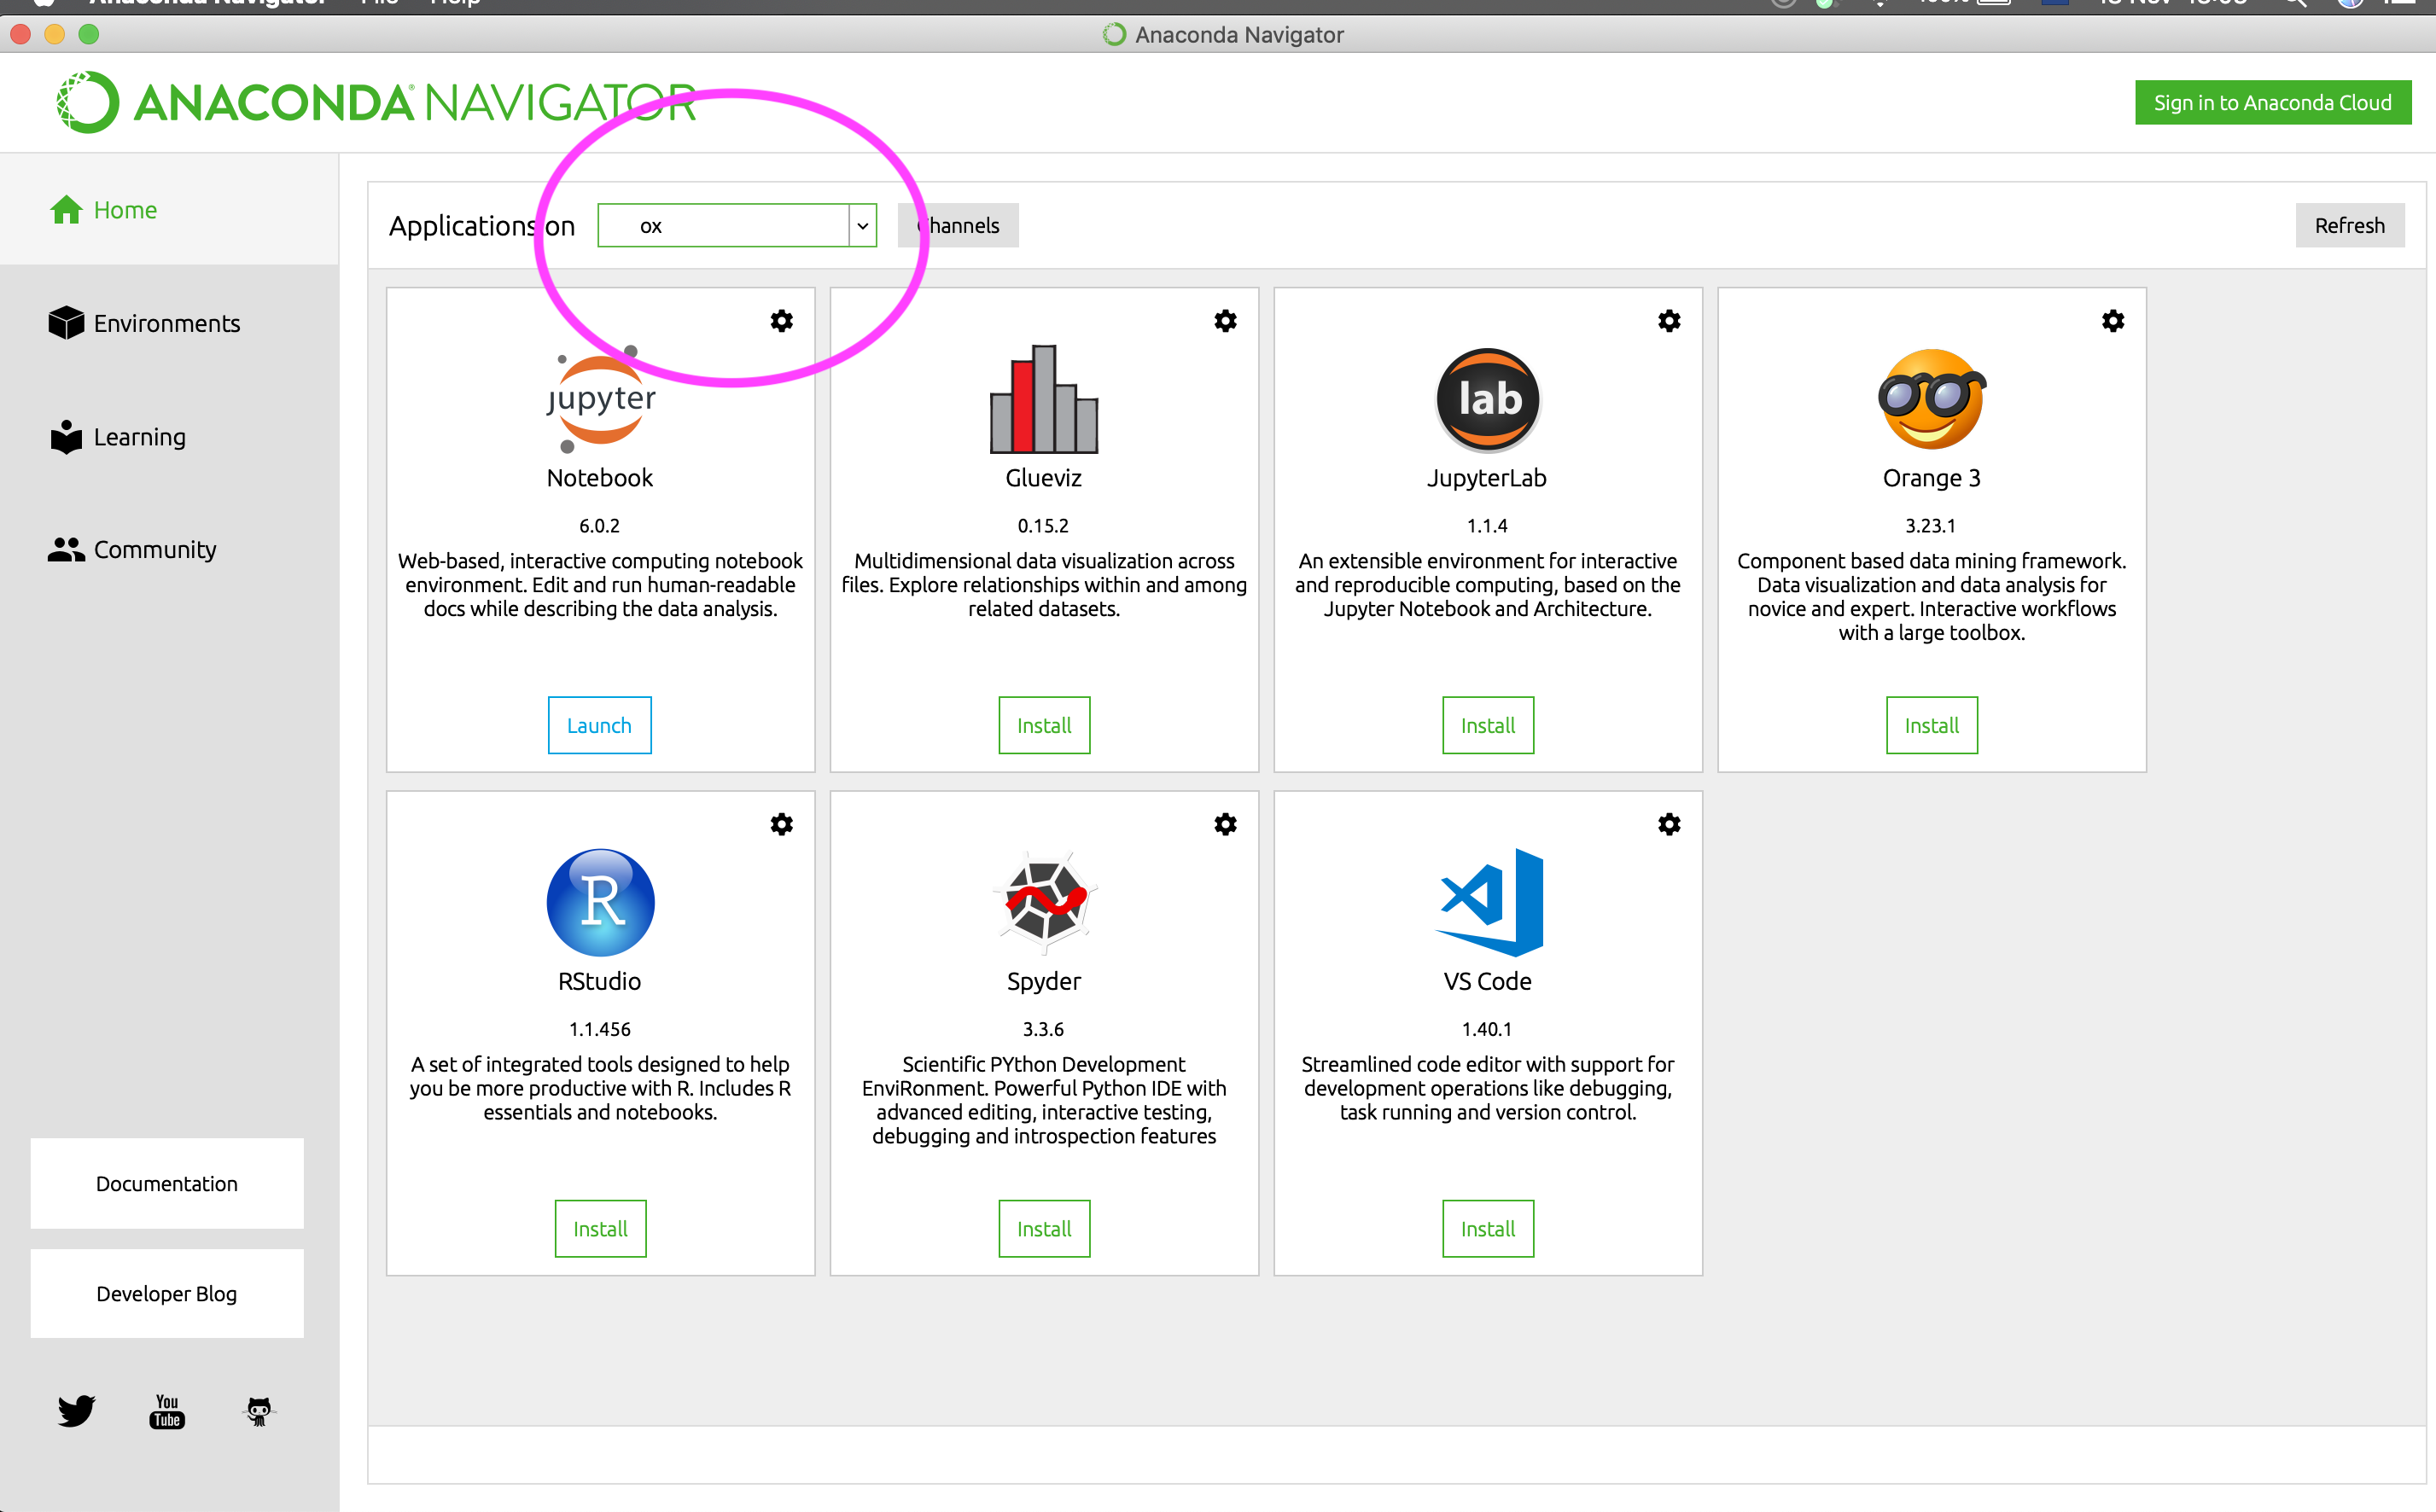 Anaconda Navigator
ANACONDA NAVIGATOR
Sign in to Anaconda Cloud
Home
Environments
Learning
Community
Documentation
Developer Blog
You
Tube
Applications on ox Channels Refresh
jupyter
Notebook
6.0.2
Web-based, interactive computing notebook
environment. Edit and run human-readable
docs while describing the data analysis.
Launch
Glueviz
0.15.2
Multidimensional data visualization across
files. Explore relationships within and among
related datasets.
Install
lab
JupyterLab
1.1.4
An extensible environment for interactive
and reproducible computing, based on the
Jupyter Notebook and Architecture.
Install
Orange 3
3.23.1
Component based data mining framework.
Data visualization and data analysis for
novice and expert. Interactive workflows
with a large toolbox.
Install
R
RStudio
1.1.456
A set of integrated tools designed to help
you be more productive with R. Includes R
essentials and notebooks.
Install
Spyder
3.3.6
Scientific PYthon Development
EnviRonment. Powerful Python IDE with
advanced editing, interactive testing,
debugging and introspection features
Install
VS Code
1.40.1
Streamlined code editor with support for
development operations like debugging,
task running and version control.
Install